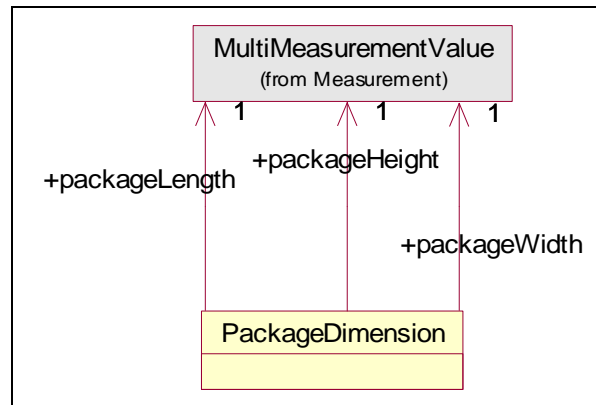 MultiMeasurementValue
(from Measurement)
1
1
1
+packageHeight
+packageLength
+packageWidth
PackageDimension